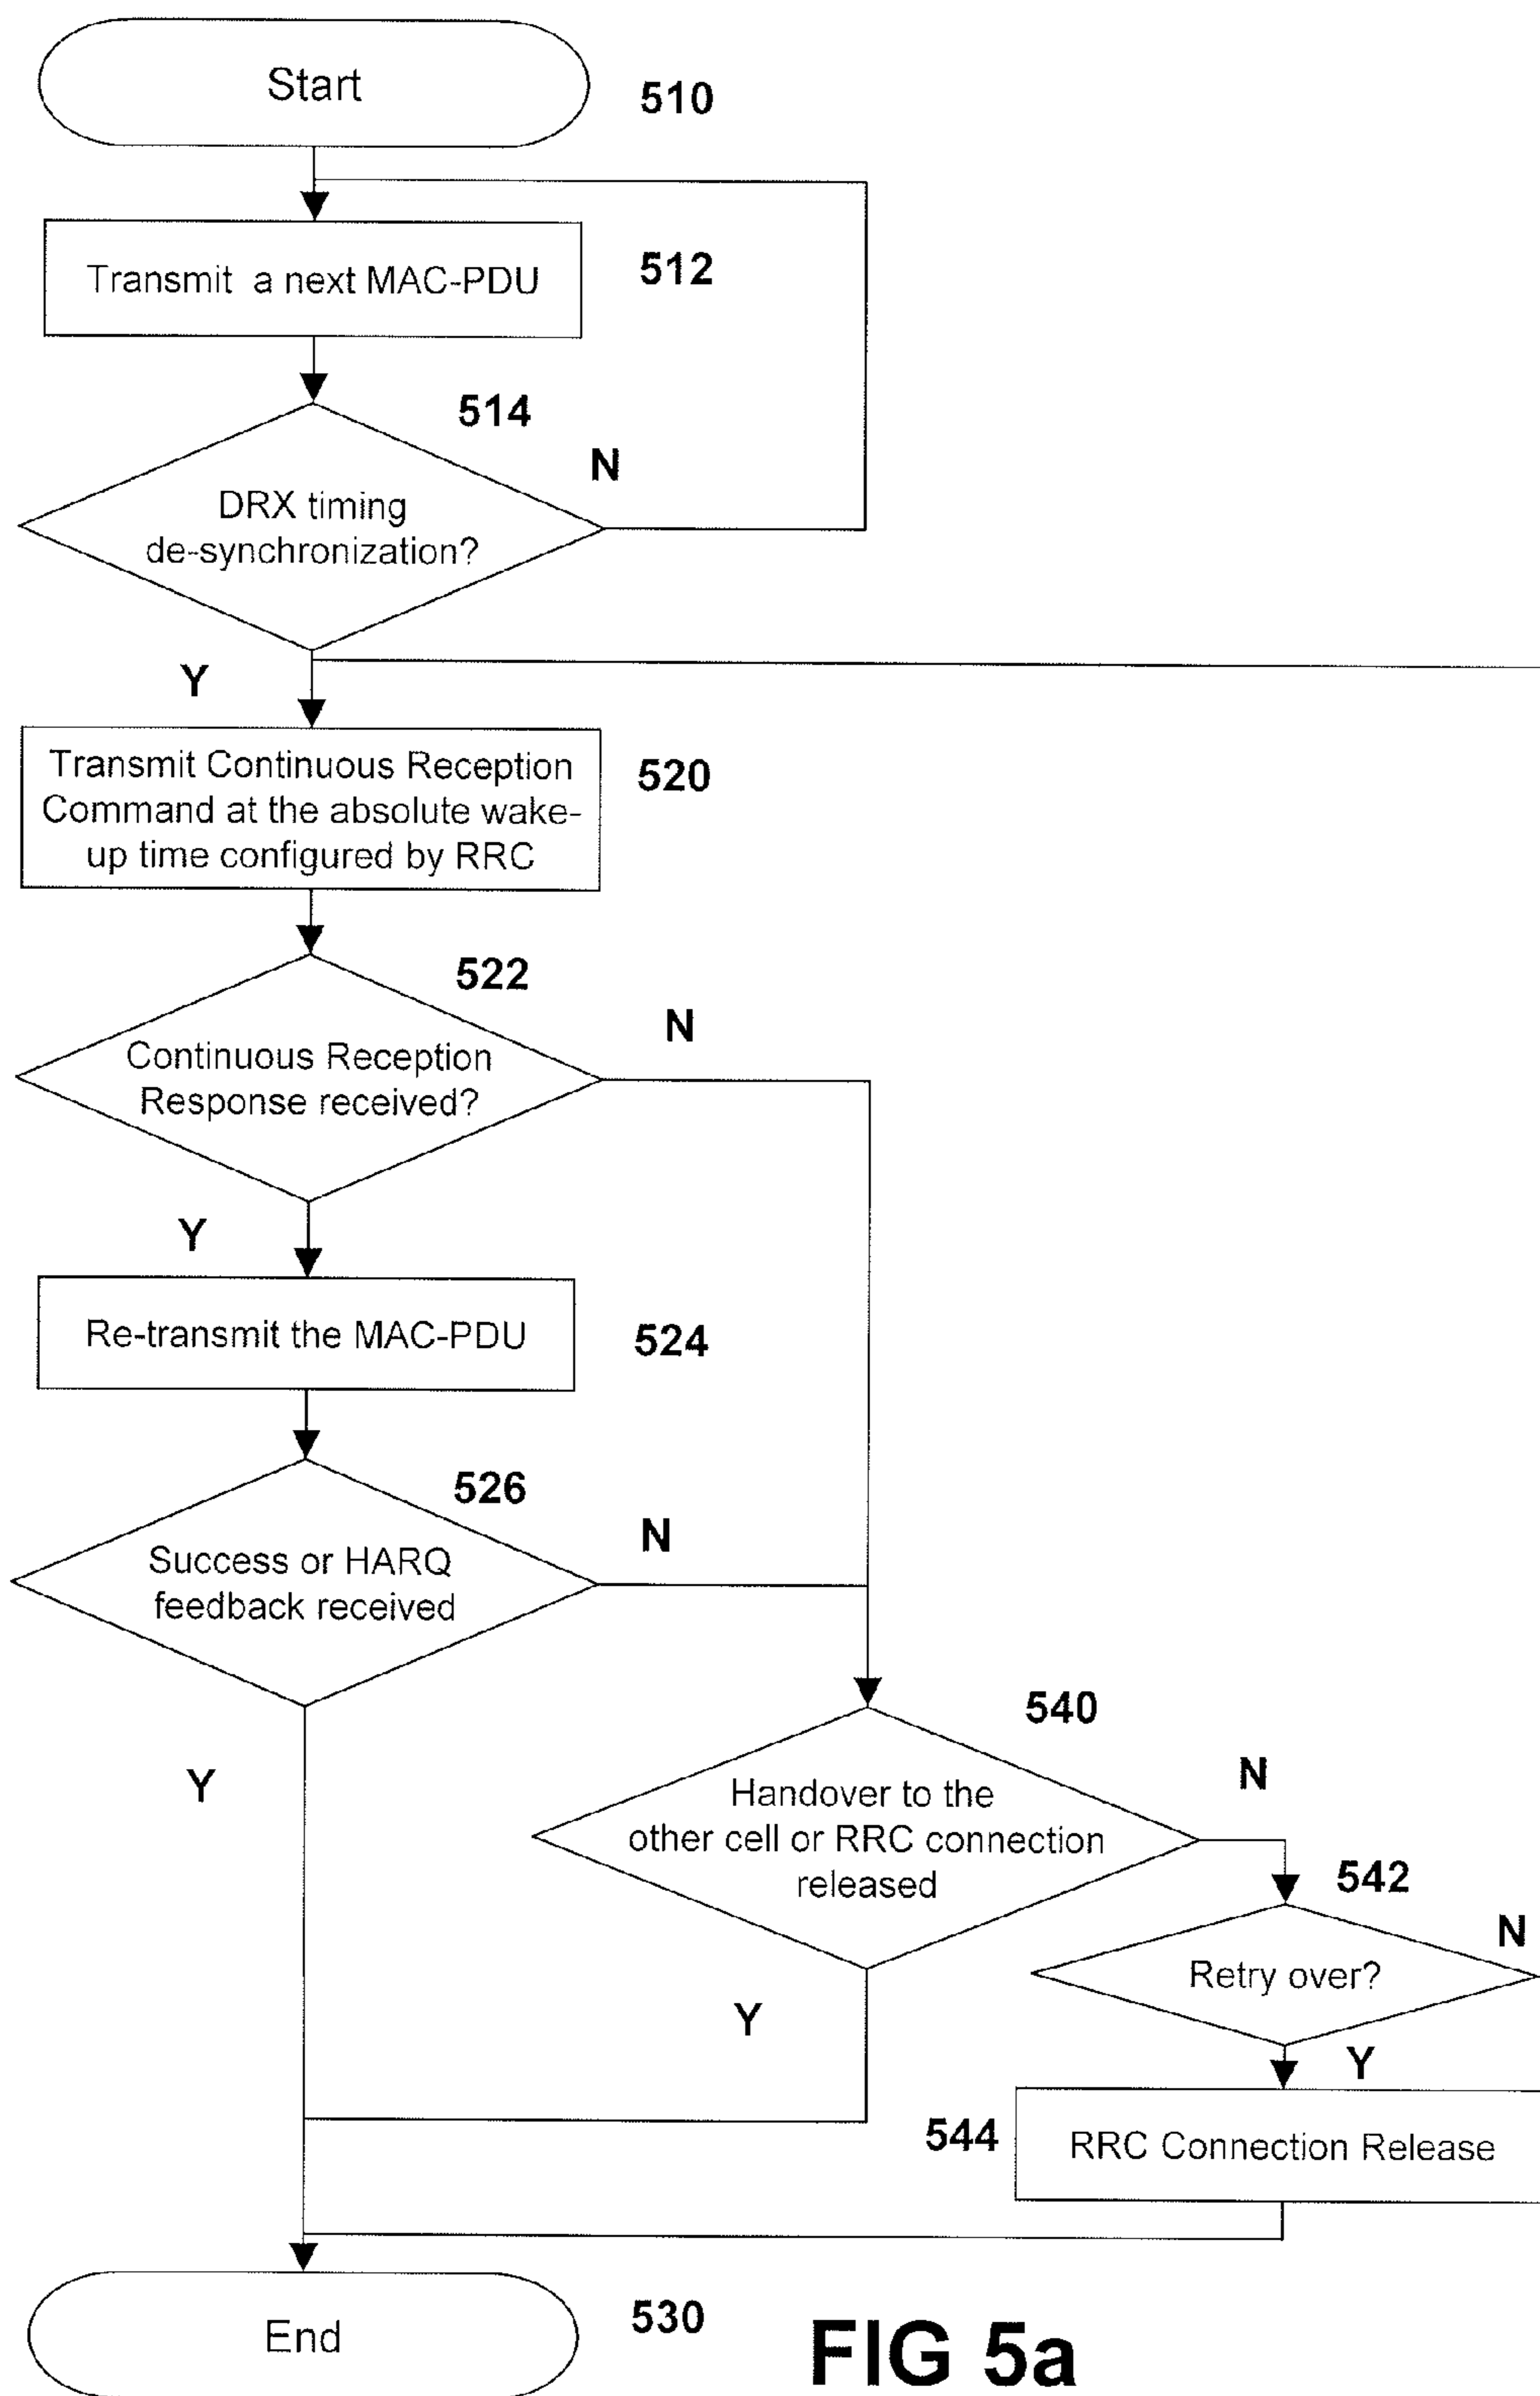 Start
510
Transmit a next MAC-PDU
512
514
N
DRX timing
de-synchronization?
Y
Transmit Continuous Reception
Command at the absolute wake-
up time configured by RRC
520
522
N
Continuous Reception
Response received?
Y
Re-transmit the MAC-PDU
524
526
N
Success or HARQ
feedback received
540
Y
N
Handover to the
other cell or RRC connection
released
542
N
Retry over?
Y
Y
544
RRC Connection Release
530
End
FIG 5a